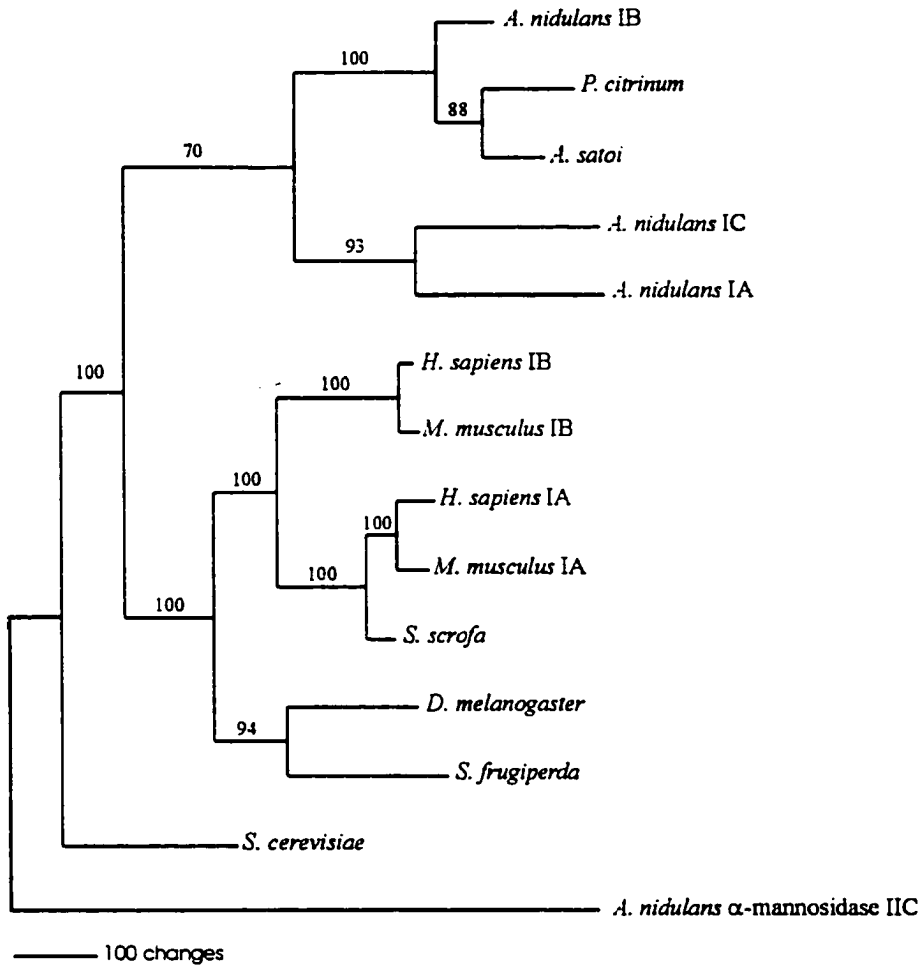 A. nidulans IB
100
P. citrinum
88
A. satoi
70
A. nidulans IC
93
A. nidulans IA
H. sapiens IB
100
100
M. musculus IB
100
H. sapiens IA
100
M. musculus IA
100
S. scrofa
100
D. melanogaster
94
S. frugiperda
S. cerevisiae
A. nidulans α-mannosidase IIC
100 changes